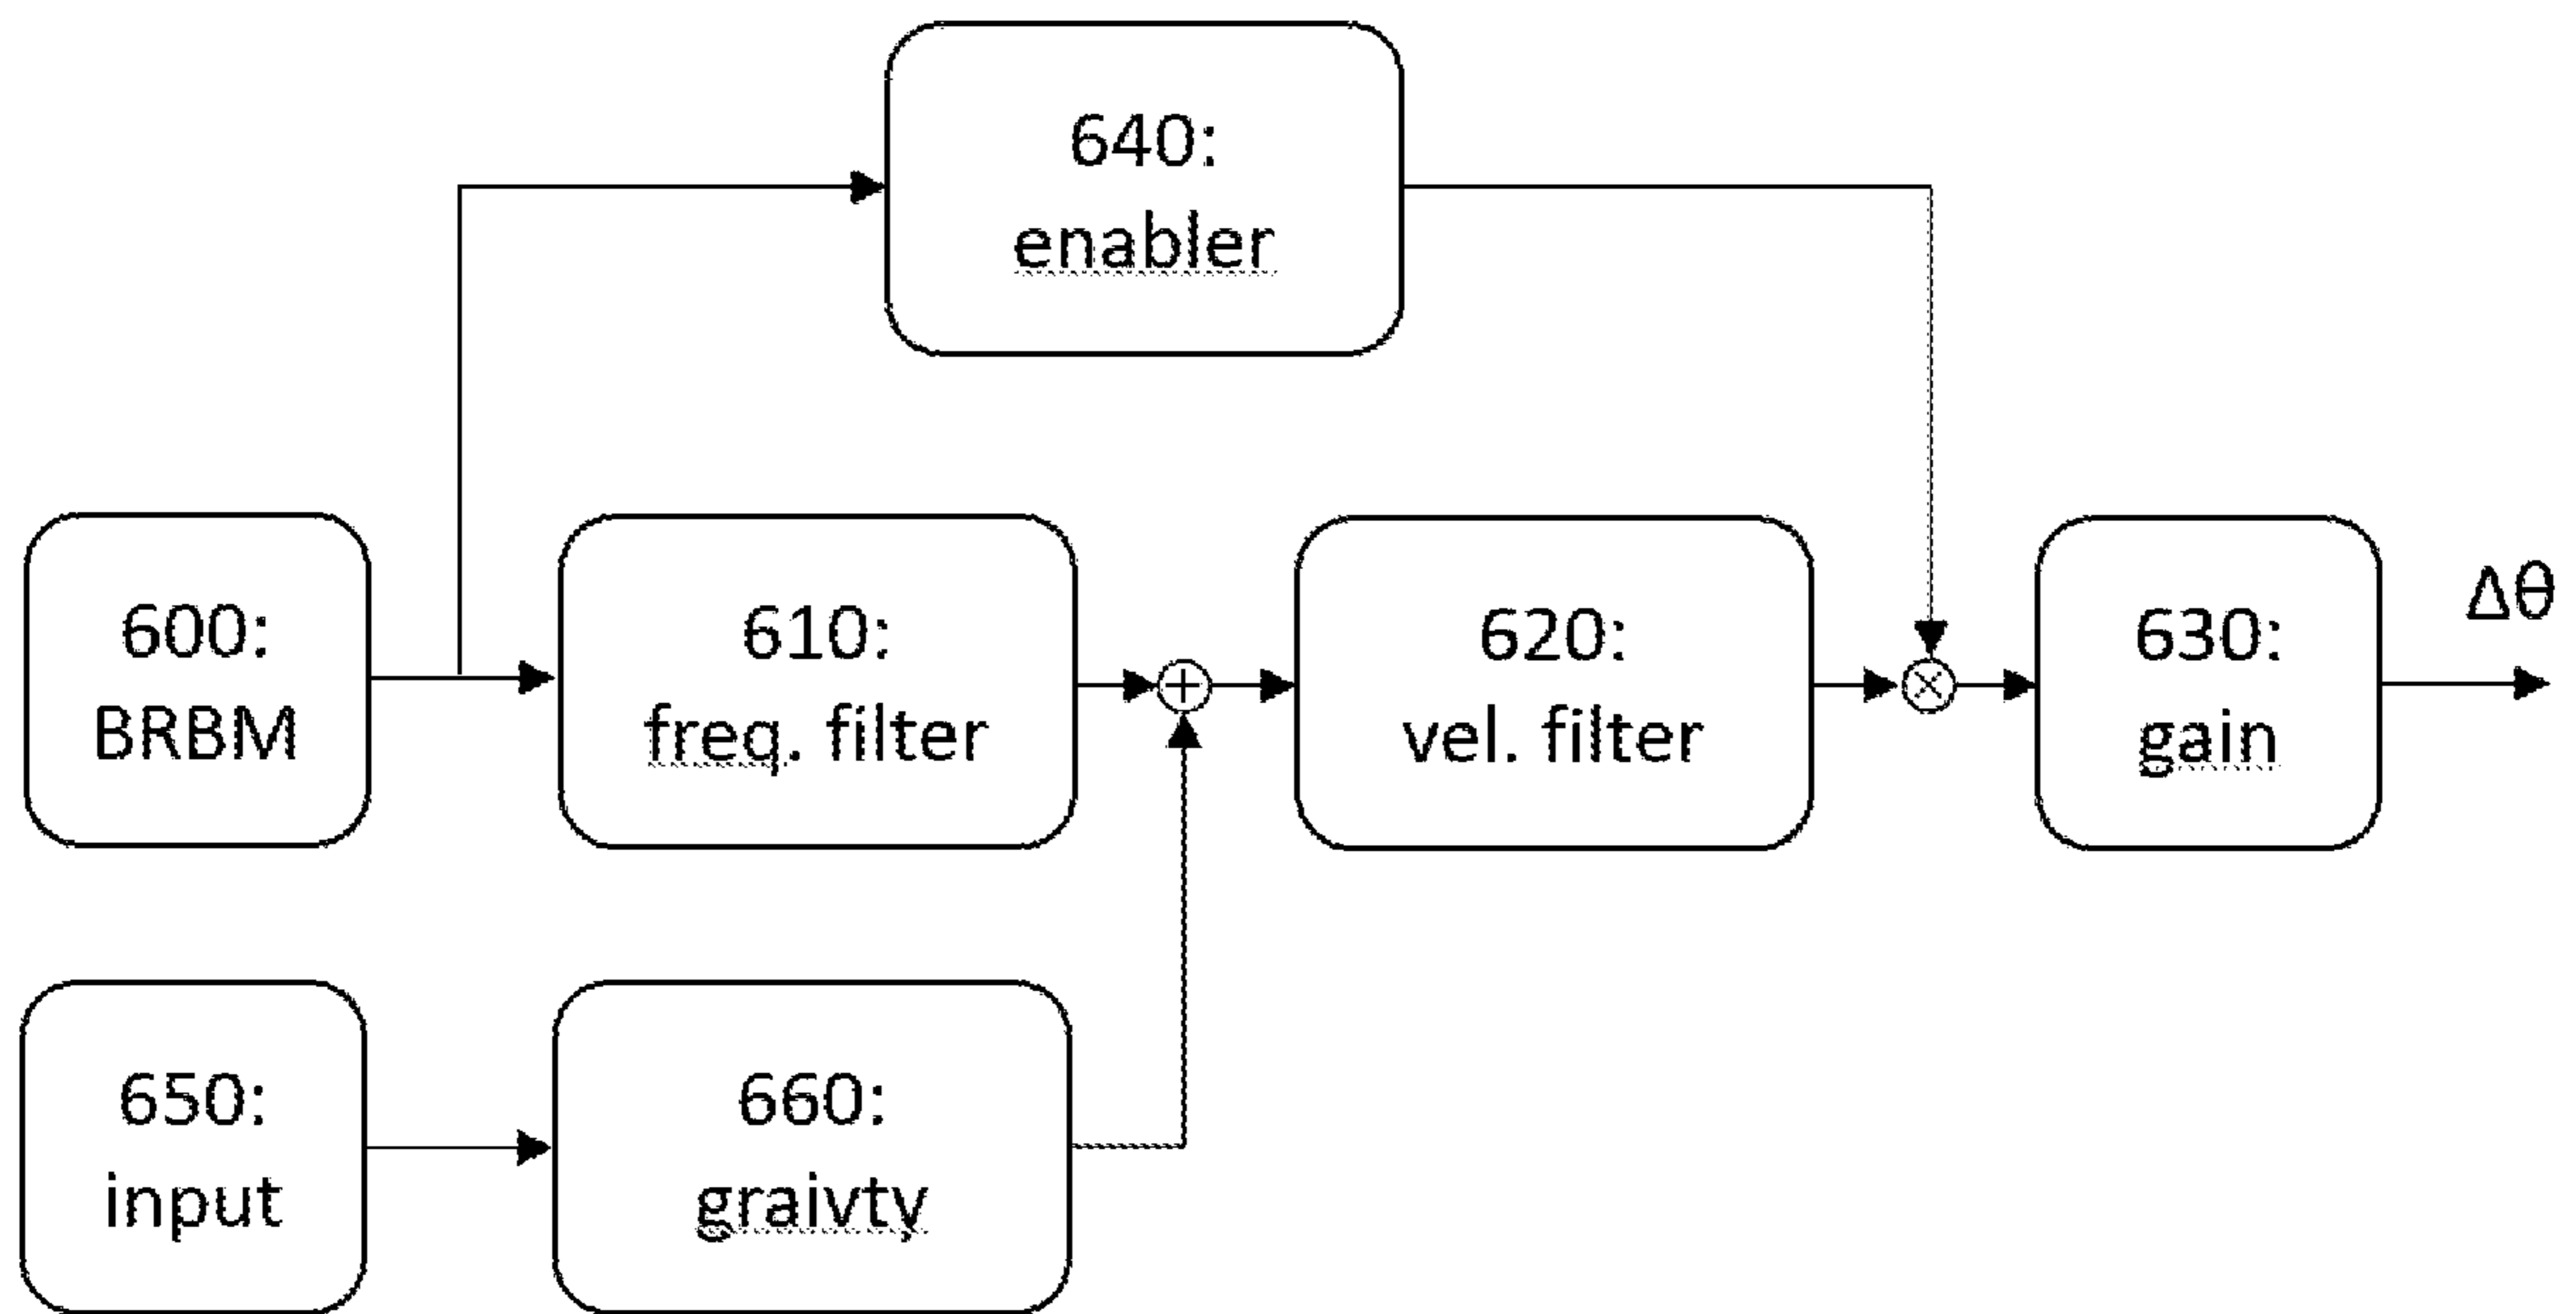 640:
enabler
600:
BRBM
610:
freq. filter
620:
vel. filter
630:
gain
Δθ
650:
input
660:
graivty